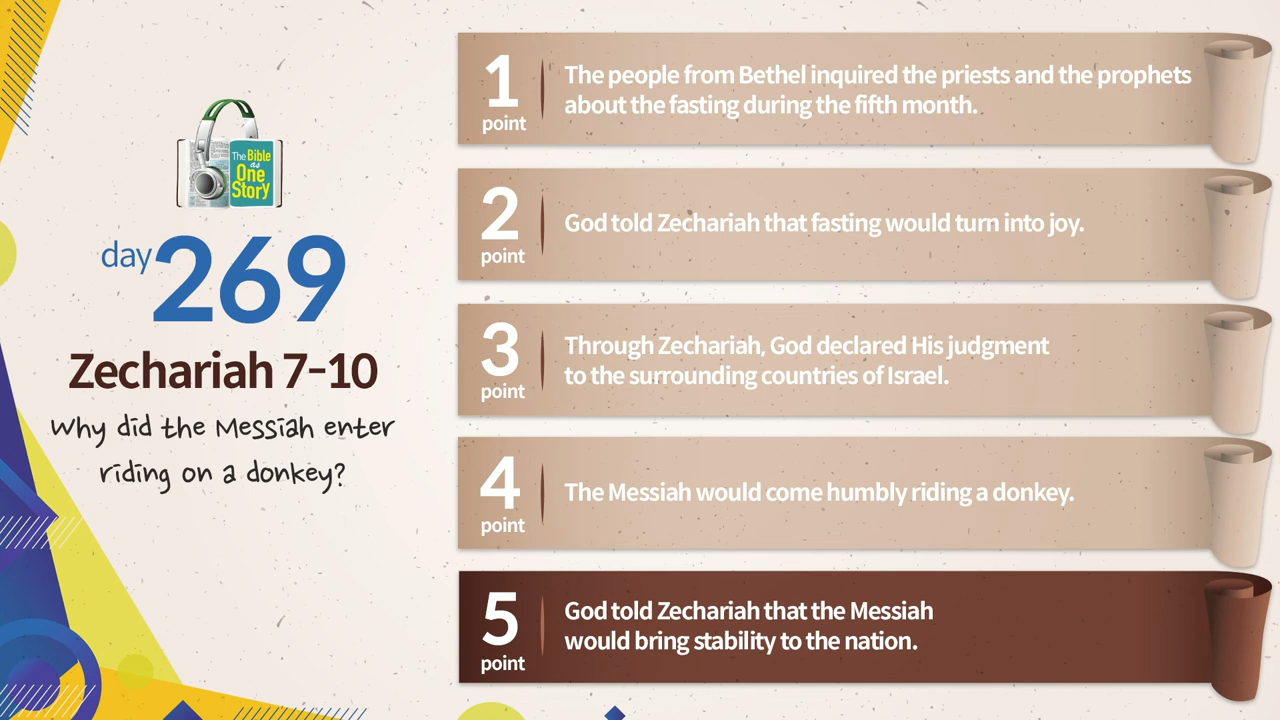 The Bible
as
One
Story
day 269
Zechariah 7-10
Why did the Messiah enter
riding on a donkey?
1
point
The people from Bethel inquired the priests and the prophets
about the fasting during the fifth month.
2
point
God told Zechariah that fasting would turn into joy.
3
point
Through Zechariah, God declared His judgment
to the surrounding countries of Israel.
4
point
The Messiah would come humbly riding a donkey.
5
point
God told Zechariah that the Messiah
would bring stability to the nation.